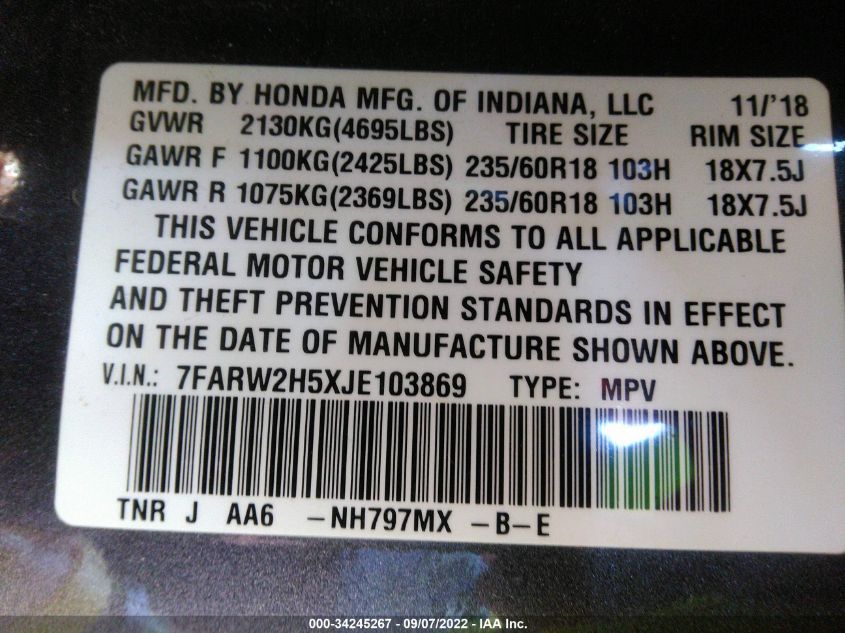 MFD. BY HONDA MFG. OF INDIANA, LLC 11/'18
GVWR 2130KG(4695LBS) TIRE SIZE RIM SIZE
GAWR F 1100KG(2425LBS) 235/60R18 103H 18X7.5J
GAWR R 1075KG(2369LBS) 235/60R18 103H 18X7.5J
THIS VEHICLE CONFORMS TO ALL APPLICABLE
FEDERAL MOTOR VEHICLE SAFETY
AND THEFT PREVENTION STANDARDS IN EFFECT
ON THE DATE OF MANUFACTURE SHOWN ABOVE.
V.I.N.: 7FARW2H5XJE103869 TYPE: MPV
TNR J AA6 -NH797MX -B-E
000-34245267 - 09/07/2022 - IAA Inc.